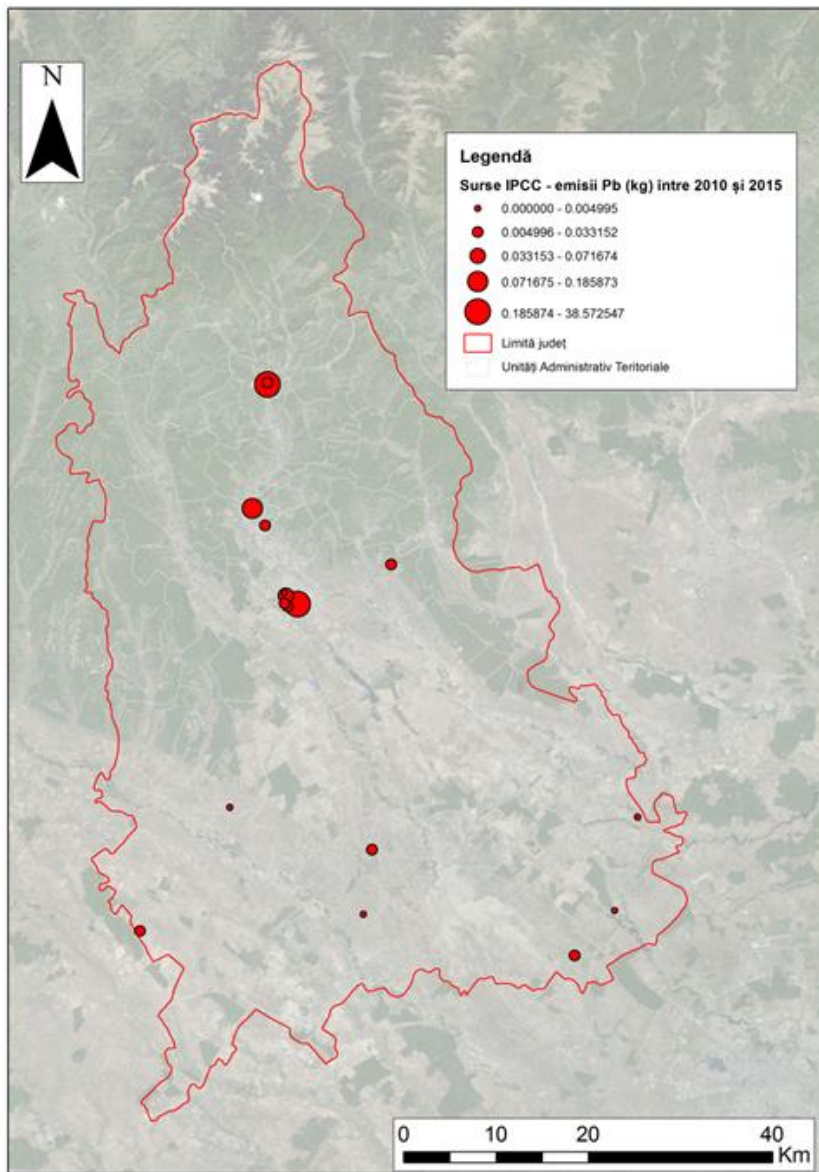 N
Legendă
Surse IPCC - emisii Pb (kg) între 2010 și 2015
0.000000 - 0.004995
0.004996 - 0.033152
0.033153 - 0.071674
0.071675 - 0.185873
0.185874 - 38.572547
Limită județ
Unități Administrativ Teritoriale
0 10 20 40
Km